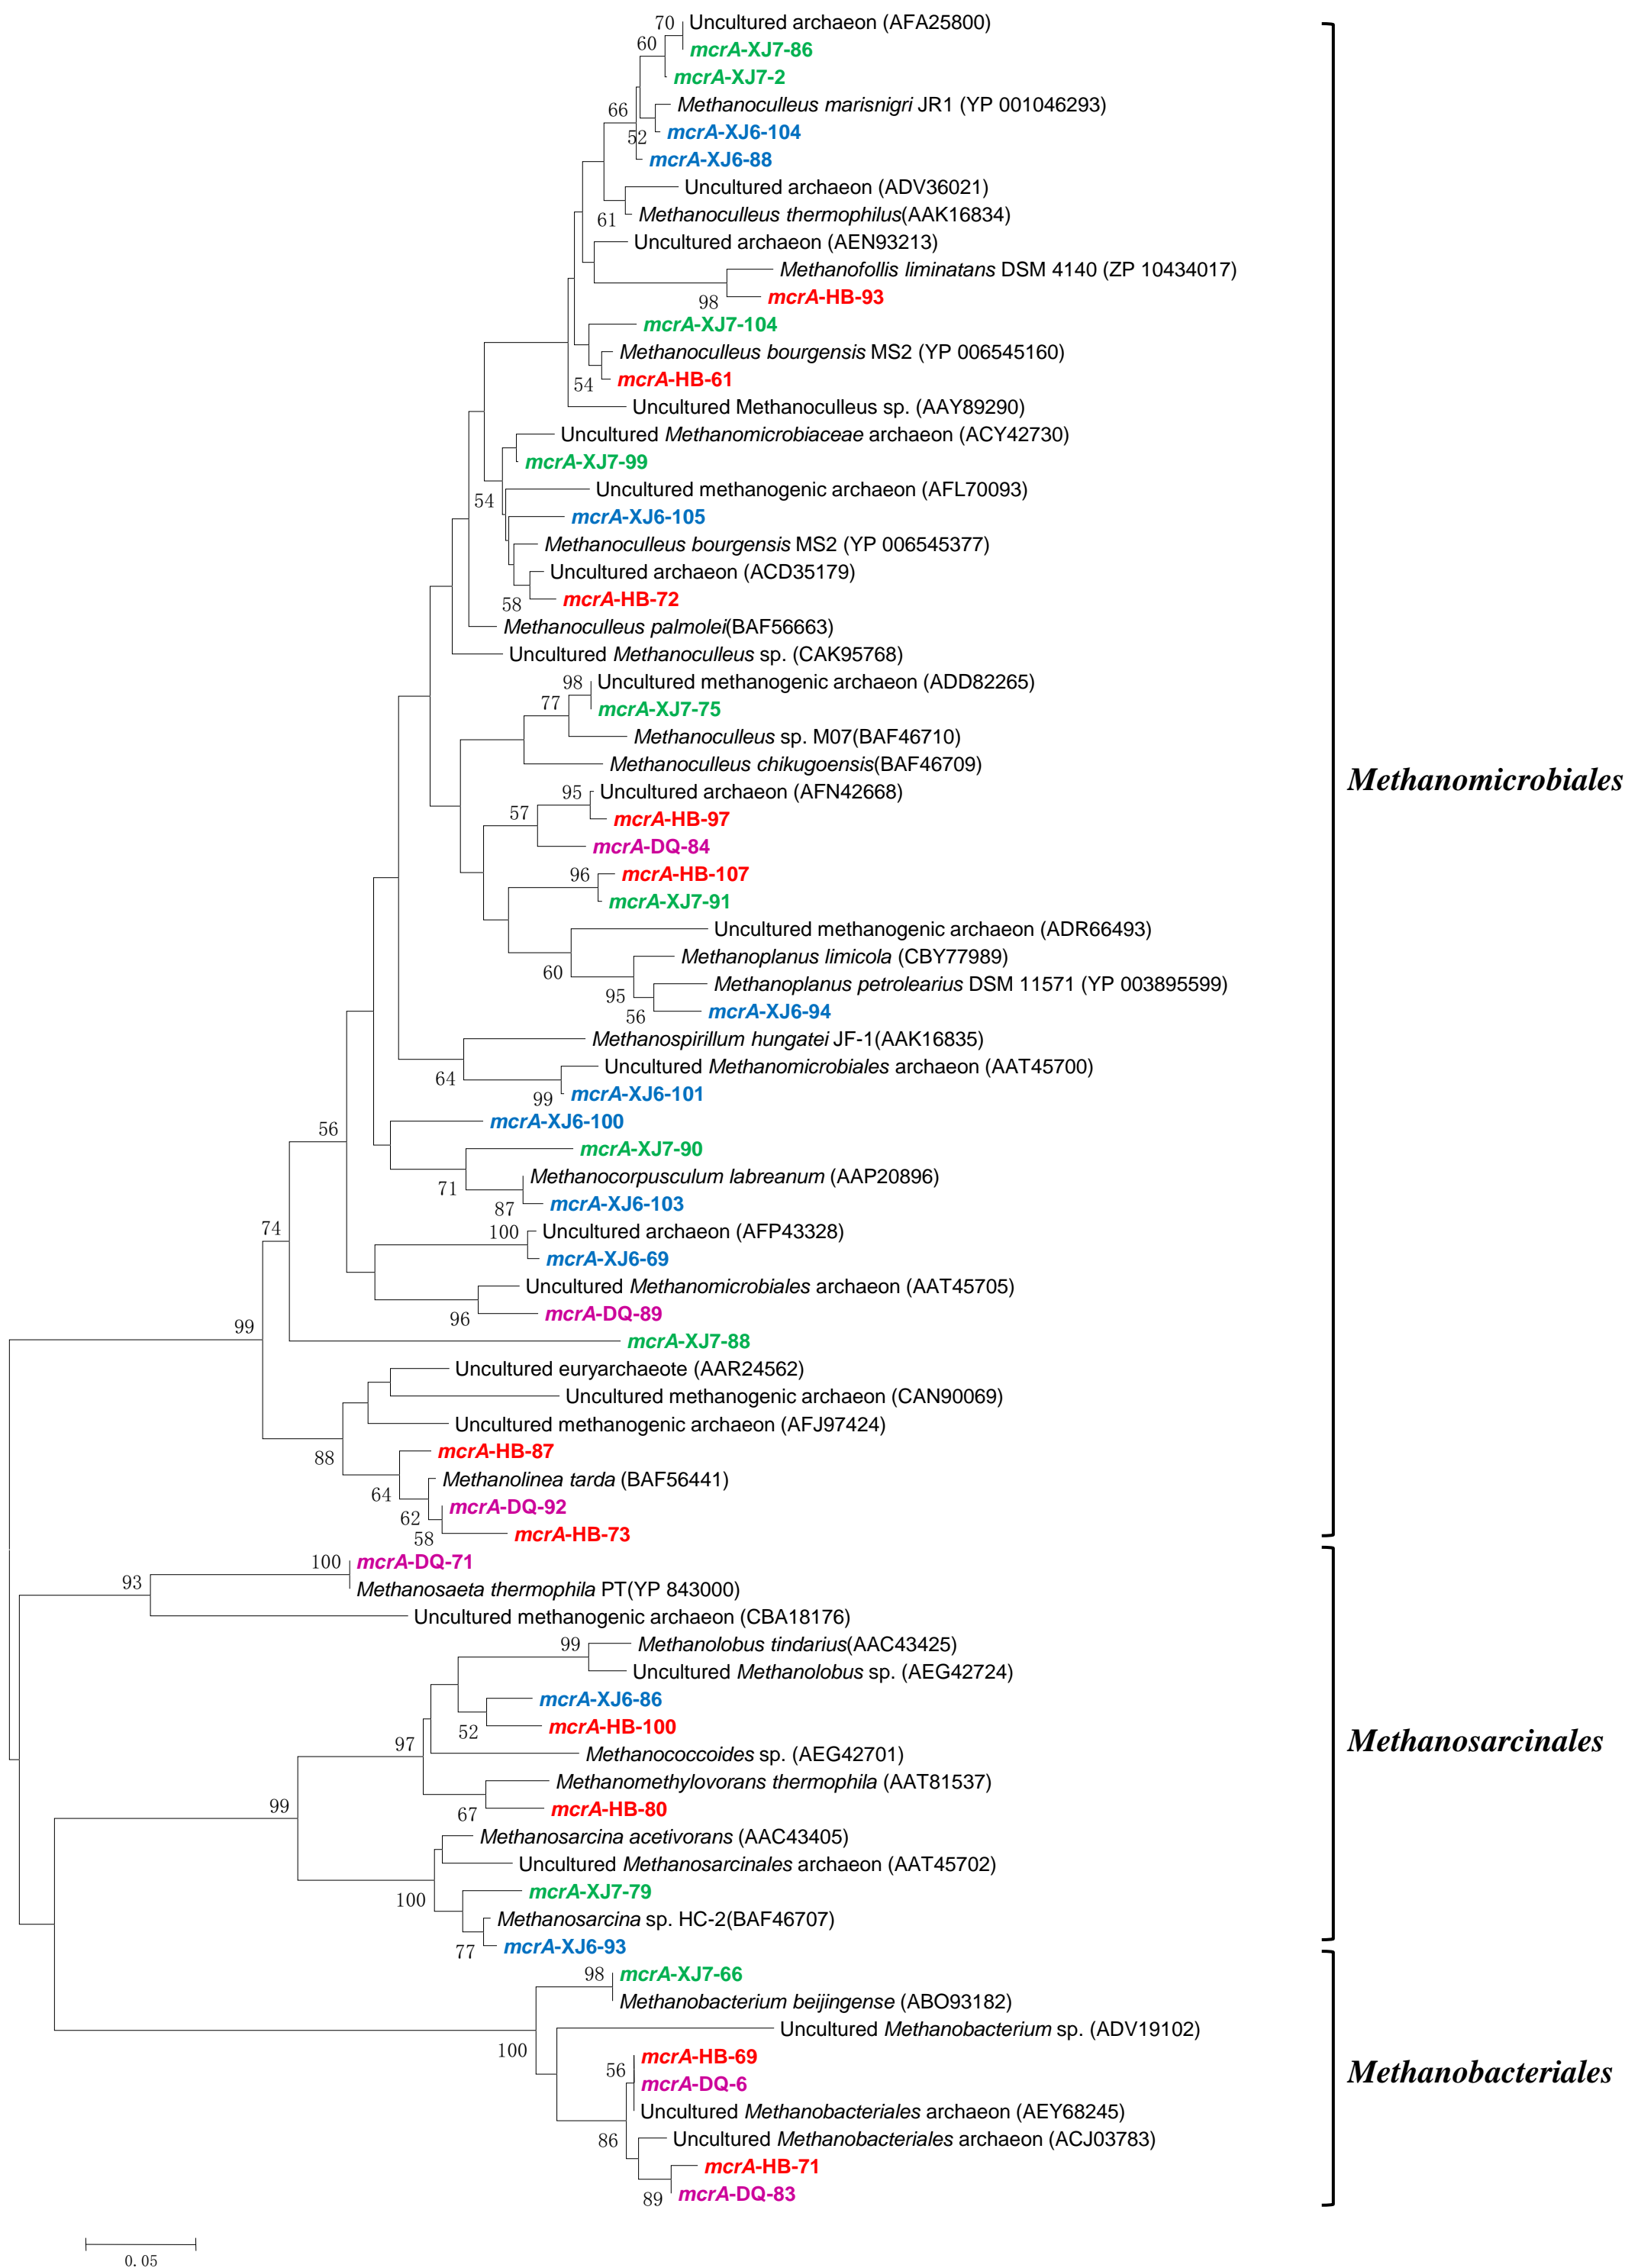 70 Uncultured archaeon (AFA25800)
60 mcrA-XJ7-86
mcrA-XJ7-2
Methanoculleus marisnigri JR1 (YP 001046293)
66
52 mcrA-XJ6-104
mcrA-XJ6-88
Uncultured archaeon (ADV36021)
61 Methanoculleus thermophilus(AAK16834)
Uncultured archaeon (AEN93213)
Methanofollis liminatans DSM 4140 (ZP 10434017)
98 mcrA-HB-93
mcrA-XJ7-104
Methanoculleus bourgensis MS2 (YP 006545160)
54 mcrA-HB-61
Uncultured Methanoculleus sp. (AAY89290)
Uncultured Methanomicrobiaceae archaeon (ACY42730)
mcrA-XJ7-99
54 Uncultured methanogenic archaeon (AFL70093)
mcrA-XJ6-105
Methanoculleus bourgensis MS2 (YP 006545377)
Uncultured archaeon (ACD35179)
58 mcrA-HB-72
Methanoculleus palmolei(BAF56663)
Uncultured Methanoculleus sp. (CAK95768)
98 Uncultured methanogenic archaeon (ADD82265)
77 mcrA-XJ7-75
Methanoculleus sp. M07(BAF46710)
Methanoculleus chikugoensis(BAF46709)
Methanomicrobiales
95 Uncultured archaeon (AFN42668)
57 mcrA-HB-97
mcrA-DQ-84
96 mcrA-HB-107
mcrA-XJ7-91
Uncultured methanogenic archaeon (ADR66493)
Methanoplanus limicola (CBY77989)
60
95 Methanoplanus petrolearius DSM 11571 (YP 003895599)
56 mcrA-XJ6-94
Methanospirillum hungatei JF-1(AAK16835)
Uncultured Methanomicrobiales archaeon (AAT45700)
64
99 mcrA-XJ6-101
mcrA-XJ6-100
56
mcrA-XJ7-90
Methanocorpusculum labreanum (AAP20896)
71
87 mcrA-XJ6-103
74 100 Uncultured archaeon (AFP43328)
mcrA-XJ6-69
Uncultured Methanomicrobiales archaeon (AAT45705)
96 mcrA-DQ-89
99 mcrA-XJ7-88
Uncultured euryarchaeote (AAR24562)
Uncultured methanogenic archaeon (CAN90069)
Uncultured methanogenic archaeon (AFJ97424)
88 mcrA-HB-87
Methanolinea tarda (BAF56441)
64
62 mcrA-DQ-92
58 mcrA-HB-73
100 mcrA-DQ-71
93 Methanosaeta thermophila PT(YP 843000)
Uncultured methanogenic archaeon (CBA18176)
99 Methanolobus tindarius(AAC43425)
Uncultured Methanolobus sp. (AEG42724)
mcrA-XJ6-86
52 mcrA-HB-100
97 Methanococcoides sp. (AEG42701)
Methanosarcinales
Methanomethylovorans thermophila (AAT81537)
99 67 mcrA-HB-80
Methanosarcina acetivorans (AAC43405)
Uncultured Methanosarcinales archaeon (AAT45702)
100 mcrA-XJ7-79
Methanosarcina sp. HC-2(BAF46707)
77 mcrA-XJ6-93
98 mcrA-XJ7-66
Methanobacterium beijingense (ABO93182)
Uncultured Methanobacterium sp. (ADV19102)
100 mcrA-HB-69
56
mcrA-DQ-6
Methanobacteriales
Uncultured Methanobacteriales archaeon (AEY68245)
86 Uncultured Methanobacteriales archaeon (ACJ03783)
mcrA-HB-71
89 mcrA-DQ-83
0.05